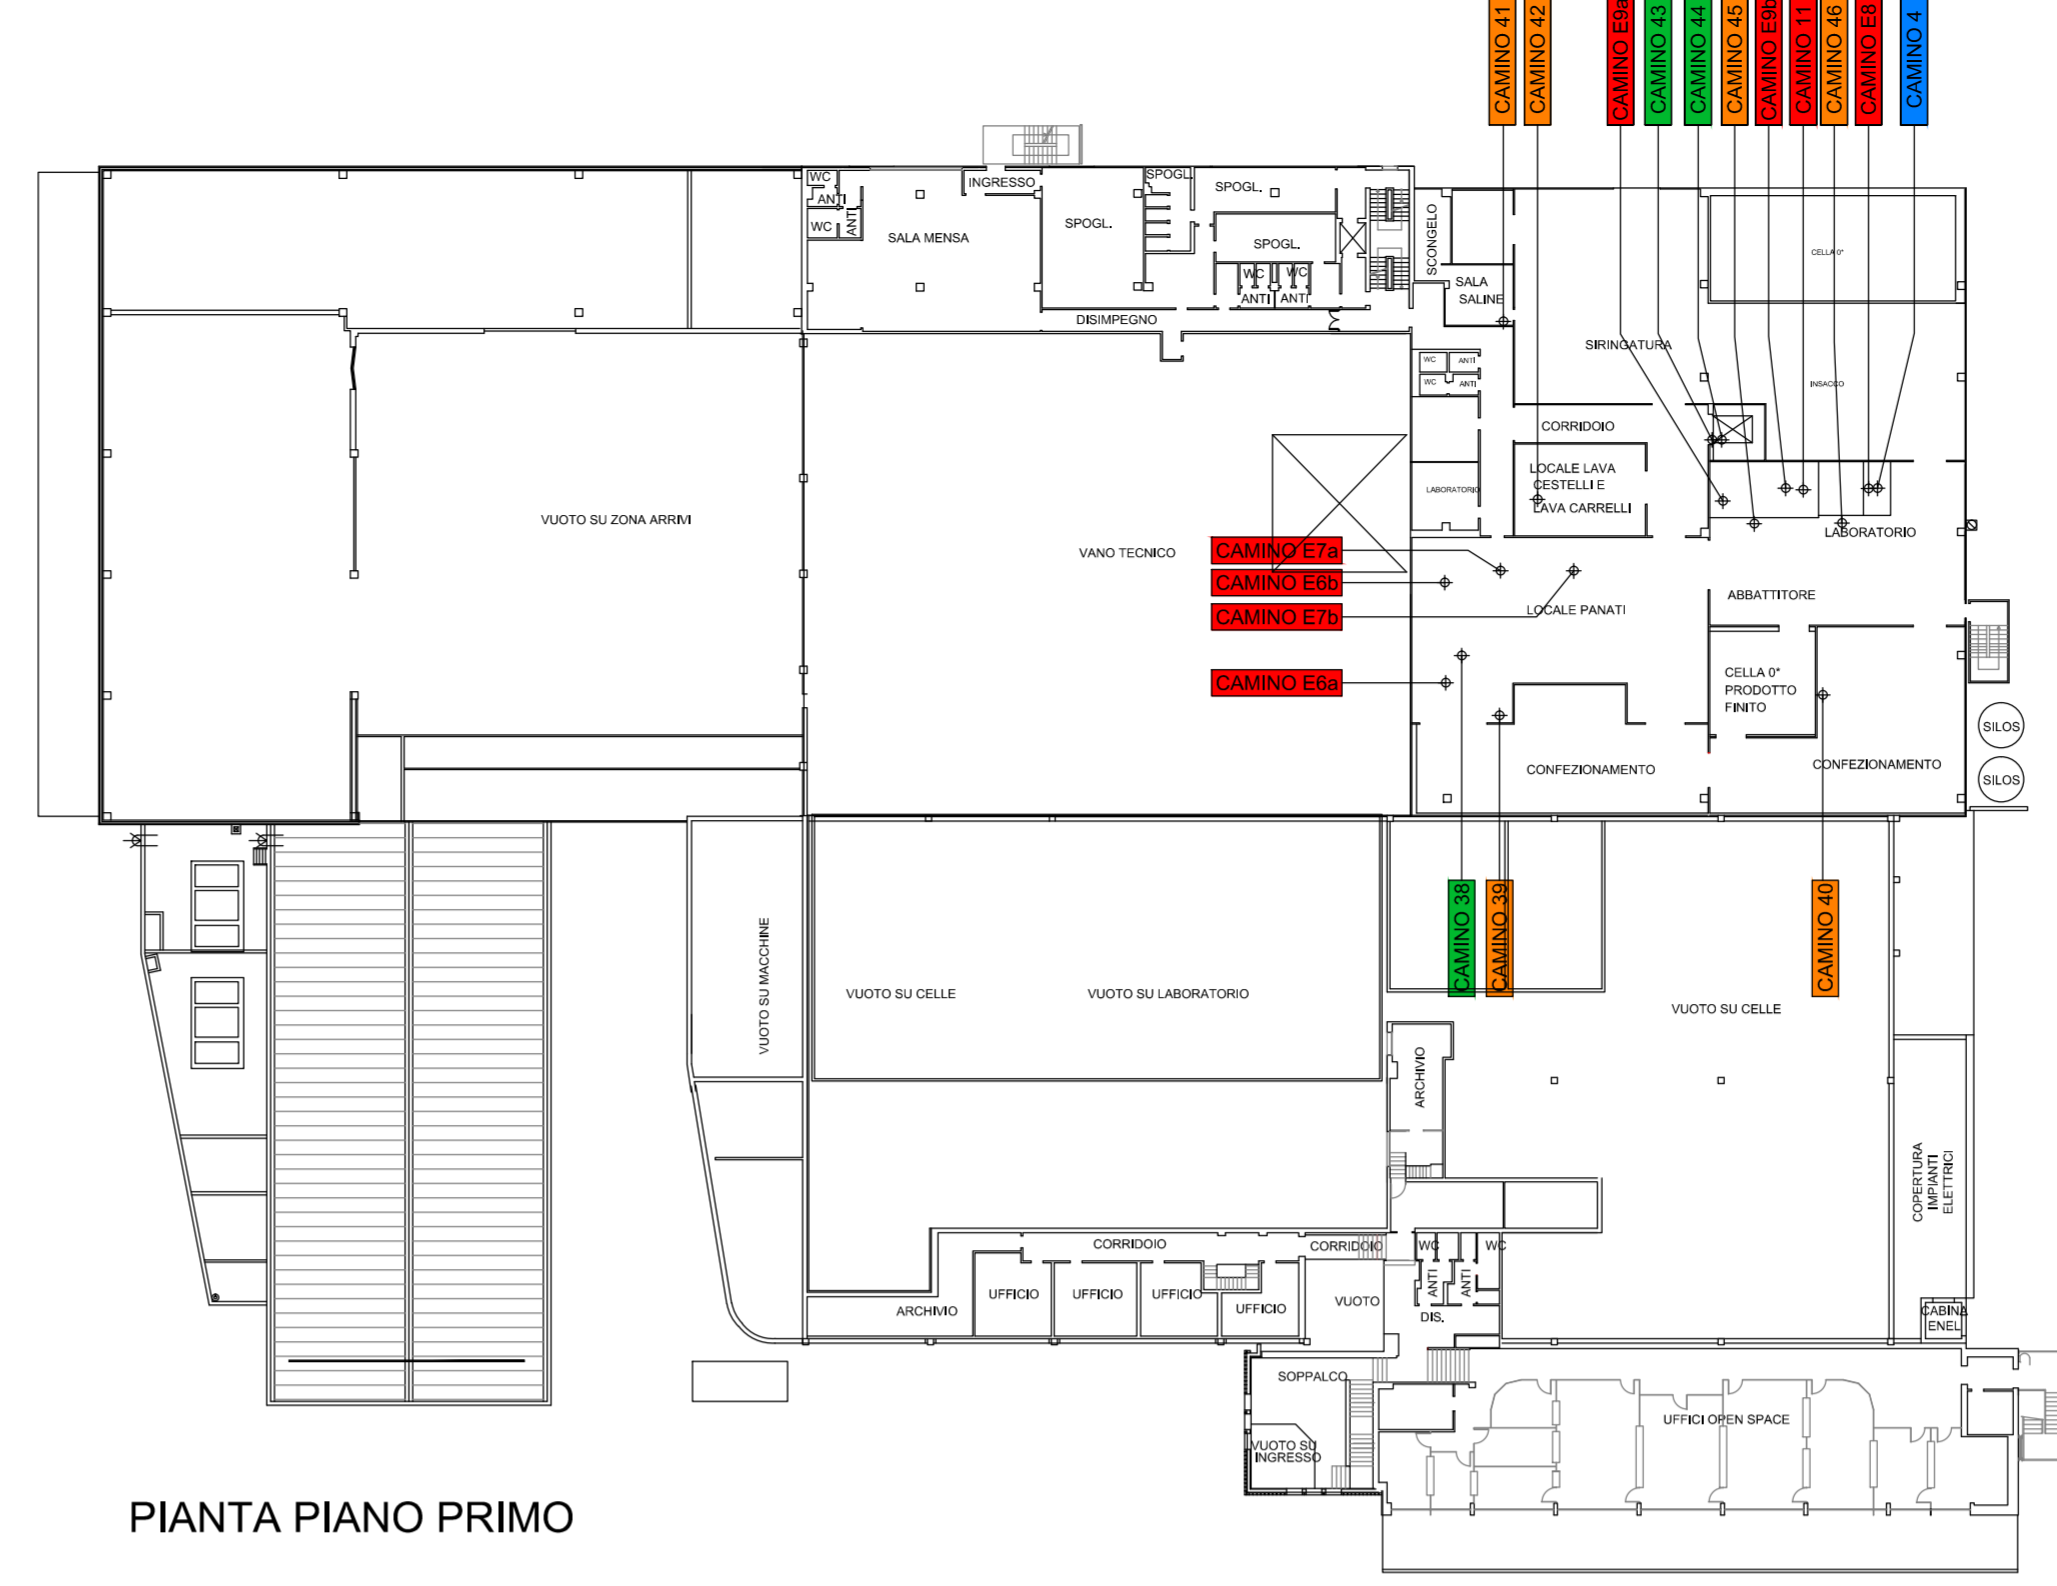 CAMINO 41
CAMINO 42
CAMINO E9a
CAMINO 43
CAMINO 44
CAMINO 45
CAMINO E9b
CAMINO 11
CAMINO 46
CAMINO E8
CAMINO 4
WC
ANTI
WC
ANTI
SALA MENSA
INGRESSO
SPOGL.
SPOGL.
SPOGL.
SPOGL.
WC
WC
ANTI
ANTI
DISIMPEGNO
SCONGELO
SALA
SALINE
CELLA 0°
SIRINGATURA
INSACCO
WC
ANTI
WC
ANTI
CORRIDOIO
LOCALE LAVA
CESTELLI E
LAVA CARRELLI
LABORATORIO
LABORATORIO
VUOTO SU ZONA ARRIVI
VANO TECNICO
CAMINO E7a
CAMINO E6b
CAMINO E7b
CAMINO E6a
LOCALE PANATI
ABBATTITORE
CELLA 0°
PRODOTTO
FINITO
SILOS
SILOS
CONFEZIONAMENTO
CONFEZIONAMENTO
CAMINO 38
CAMINO 39
CAMINO 40
VUOTO SU MACCHINE
VUOTO SU CELLE
VUOTO SU LABORATORIO
VUOTO SU CELLE
ARCHIVIO
COPERTURA
IMPIANTI
ELETTRICI
CORRIDOIO
CORRIDOIO
WC
WC
ANTI
ANTI
ARCHIVIO
UFFICIO
UFFICIO
UFFICIO
UFFICIO
VUOTO
DIS.
CABINA
ENEL
SOPPALCO
VUOTO SU
INGRESSO
UFFICI OPEN SPACE
PIANTA PIANO PRIMO